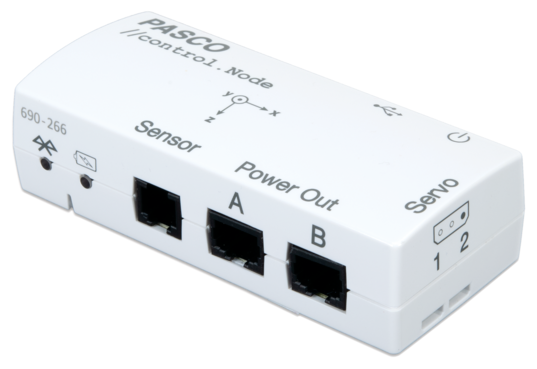 PASCO
//control.Node
y
x
z
690-266
Sensor
Power Out
A
B
Servo
1 2